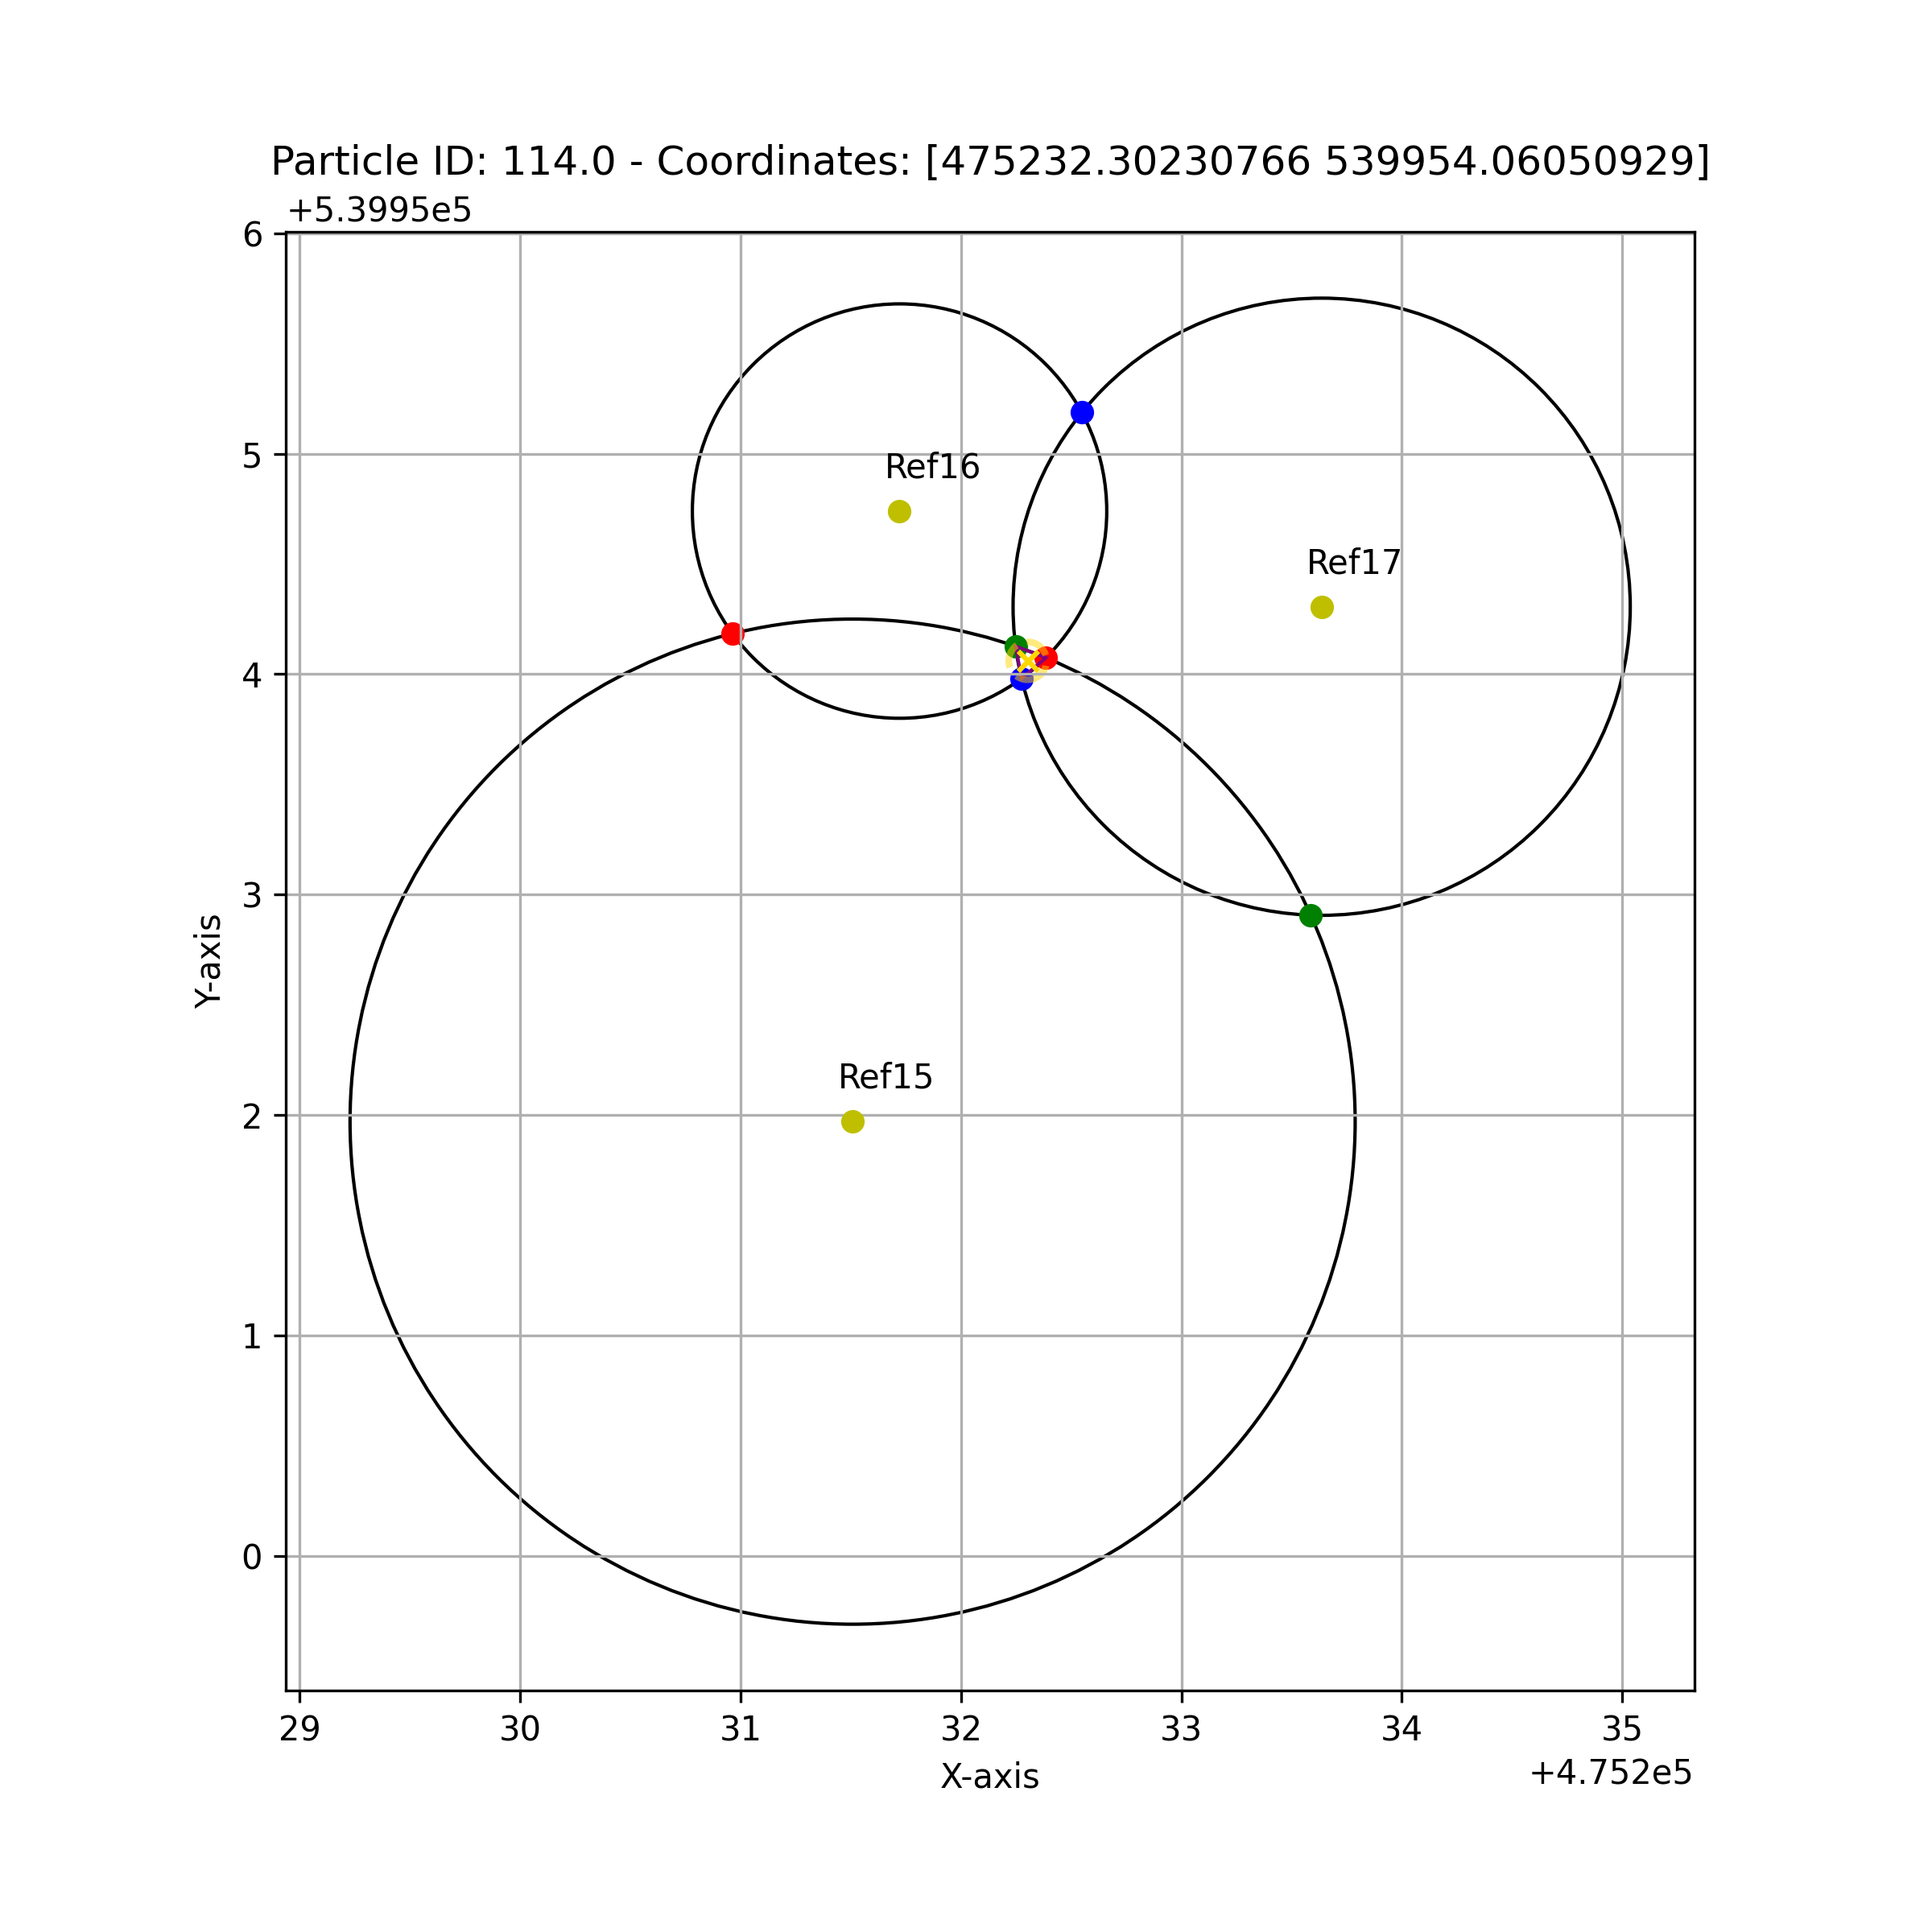 Particle ID: 114.0 - Coordinates: [475232.30230766 539954.06050929]
+5.3995e5
6
5
4
3
2
1
0
Y-axis
Ref16
Ref17
Ref15
29 30 31 32 33 34 35
X-axis
+4.752e5